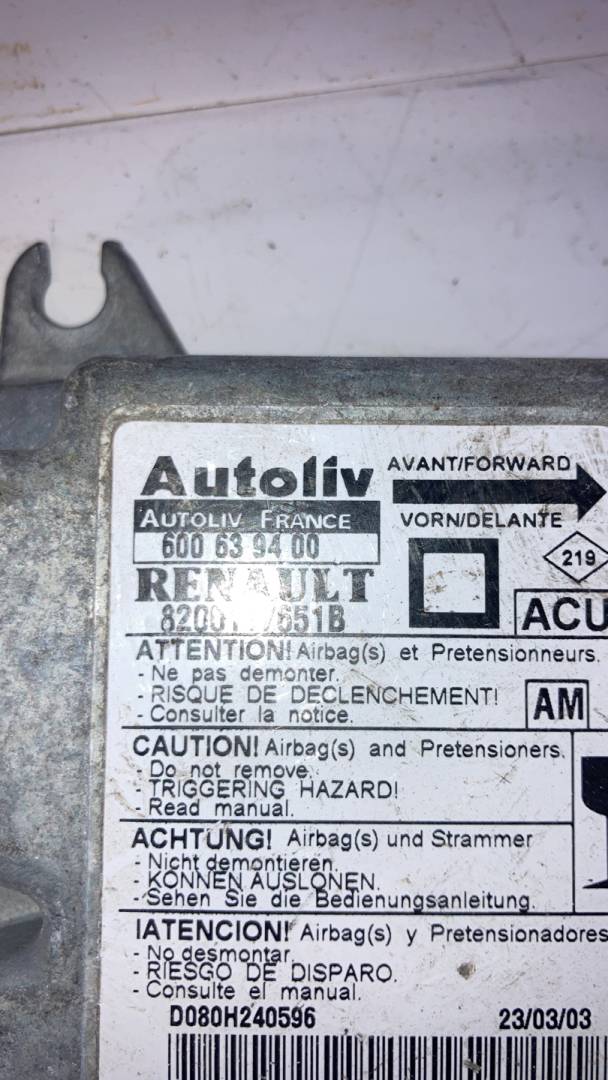 Autoliv
AVANT/FORWARD
AUTOLIV FRANCE
VORN/DELANTE
600 63 94 00
219
RENAULT
ACU
ATTENTION! Airbag(s) et Pretensionneurs.
- Ne pas demonter.
- RISQUE DE DECLENCHEMENT!
- Consulter la notice.
AM
CAUTION! Airbag(s) and Pretensioners.
- Do not remove.
- TRIGGERING HAZARD!
- Read manual.
ACHTUNG! Airbag(s) und Strammer
- Nicht demontieren.
- KONNEN AUSLONEN.
- Sehen Sie die Bedienungsanleitung.
IATENCION! Airbag(s) y Pretensionadores
- No desmontar.
- RIESGO DE DISPARO.
- Consulte el manual.
D080H240596
23/03/03